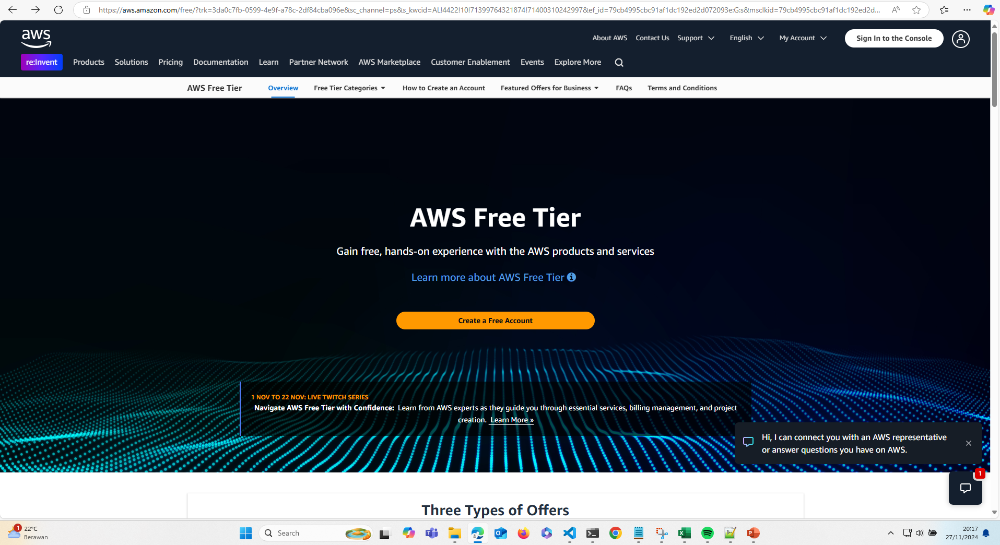 https://aws.amazon.com/free/?trk=3da0c7fb-0599-4e9f-a78c-2df84cba096e&sc_channel=ps&s_kwcid=AL!4422!10!71399764321874!71400310242997&ef_id=79cb4995cbc91af1dc192ed2d072093e:G:s&msclkid=79cb4995cbc91af1dc192ed2d...
aws
About AWS Contact Us Support English My Account Sign In to the Console
re:Invent Products Solutions Pricing Documentation Learn Partner Network AWS Marketplace Customer Enablement Events Explore More
AWS Free Tier Overview Free Tier Categories How to Create an Account Featured Offers for Business FAQs Terms and Conditions
AWS Free Tier
Gain free, hands-on experience with the AWS products and services
Learn more about AWS Free Tier
Create a Free Account
1 NOV TO 22 NOV: LIVE TWITCH SERIES
Navigate AWS Free Tier with Confidence: Learn from AWS experts as they guide you through essential services, billing management, and project
creation. Learn More »
Hi, I can connect you with an AWS representative
or answer questions you have on AWS.
1
Three Types of Offers
1
22°C
Berawan
Search
20:17
27/11/2024